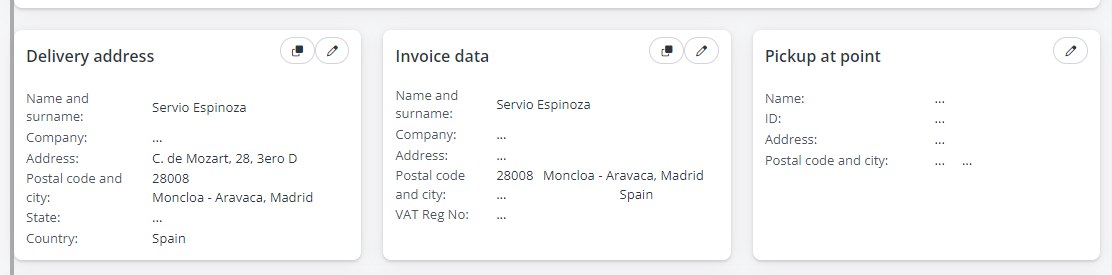 Delivery address
Name and
surname: Servio Espinoza
Company: ...
Address: C. de Mozart, 28, 3ero D
Postal code and 28008
city: Moncloa - Aravaca, Madrid
State: ...
Country: Spain
Invoice data
Name and
surname: Servio Espinoza
Company: ...
Address: ...
Postal code 28008 Moncloa - Aravaca, Madrid
and city: ... Spain
VAT Reg No: ...
Pickup at point
Name: ...
ID: ...
Address: ...
Postal code and city: ... ...